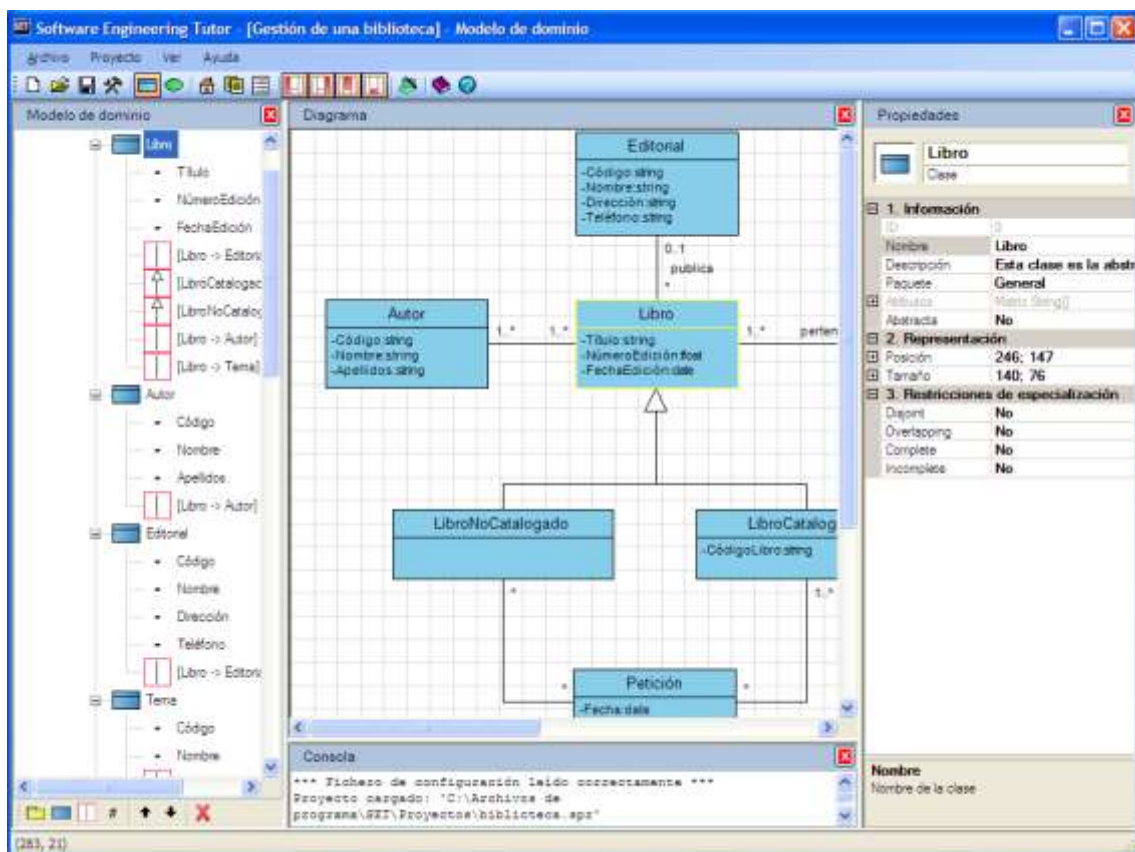 Software Engineering Tutor - [Gestión de una biblioteca] - Modelo de dominio
Archivo Proyecto Ver Ayuda
Modelo de dominio
Libro
Título
NúmeroEdición
FechaEdición
[Libro -> Editoria
[LibroCatalogac
[LibroNoCatalog
[Libro -> Autor]
[Libro -> Tema]
Autor
Código
Nombre
Apellidos
[Libro -> Autor]
Editorial
Código
Nombre
Dirección
Teléfono
[Libro -> Editoria
Tema
Código
Nombre
Diagrama
Editorial
-Código:string
-Nombre:string
-Dirección:string
-Teléfono:string
0..1
publica
*
Autor
-Código:string
-Nombre:string
-Apellidos:string
1..*
1..*
Libro
-Título:string
-NúmeroEdición:float
-FechaEdición:date
1..*
perten
LibroNoCatalogado
*
LibroCatalog
-CódigoLibro:string
1..*
*
Petición
-Fecha:date
*
Consola
*** Fichero de configuración leído correctamente ***
Proyecto cargado: "C:\Archivos de
programa\SET\Proyectos\biblioteca.spr"
Propiedades
Libro
Clase
1. Información
ID 0
Nombre Libro
Descripción Esta clase es la abstr
Paquete General
Atributos Matriz String[]
Abstracta No
2. Representación
Posición 246; 147
Tamaño 140; 76
3. Restricciones de especialización
Disjoint No
Overlapping No
Complete No
Incomplete No
Nombre
Nombre de la clase
(283, 21)